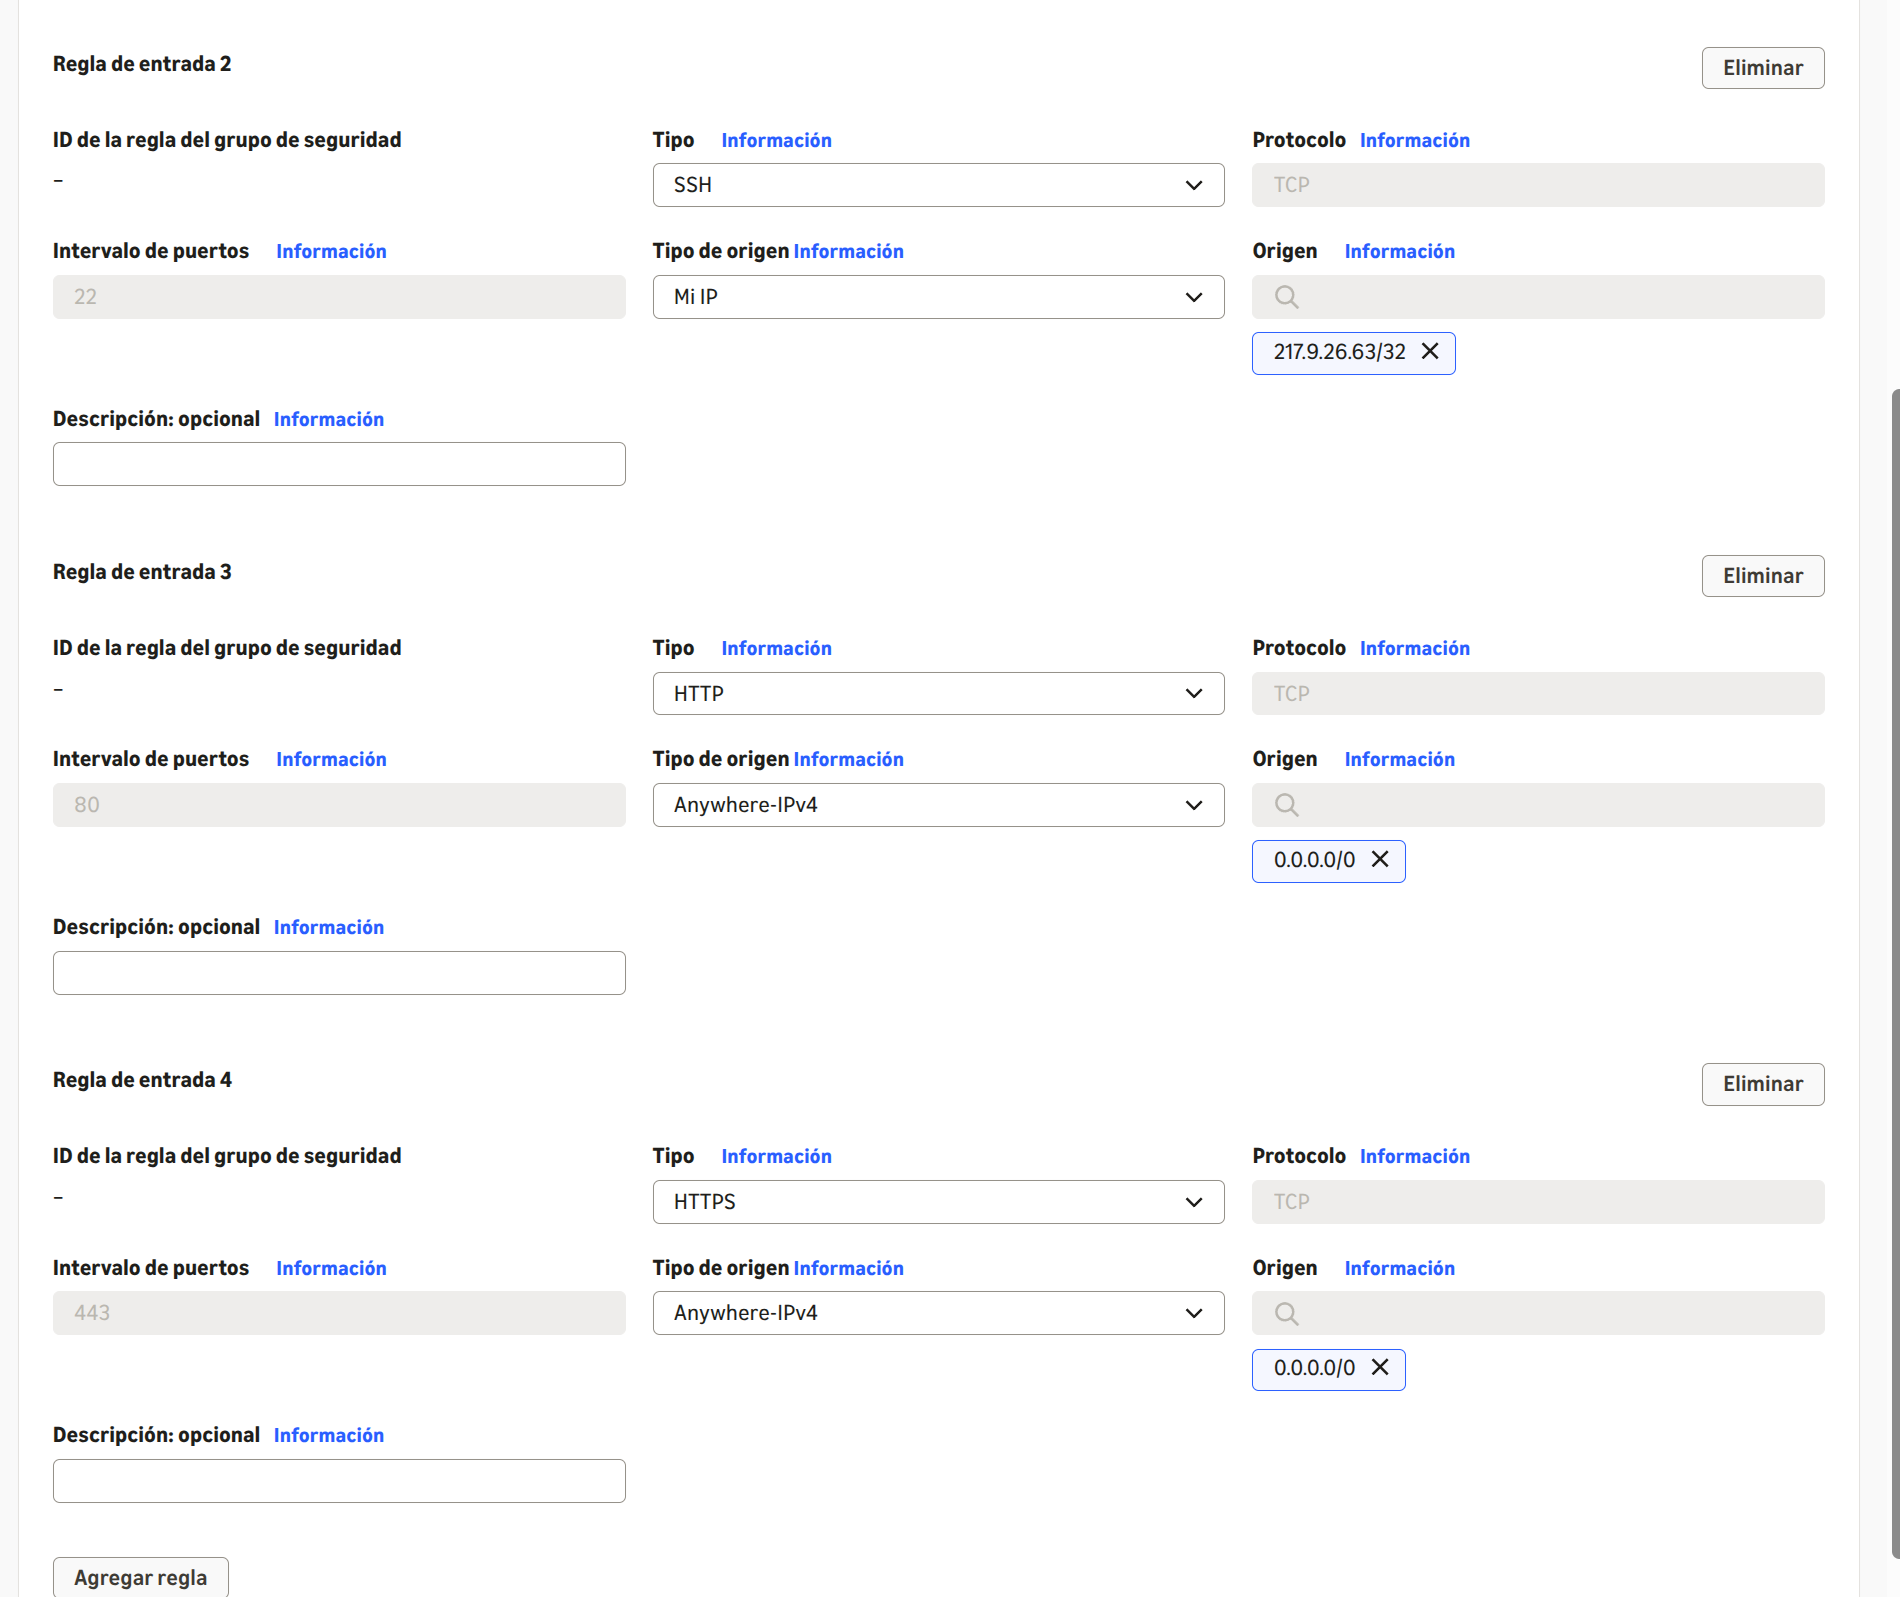 Regla de entrada 2
Eliminar
ID de la regla del grupo de seguridad
–
Tipo Información
SSH
Protocolo Información
TCP
Intervalo de puertos Información
22
Tipo de origen Información
Mi IP
Origen Información
217.9.26.63/32
Descripción: opcional Información
Regla de entrada 3
Eliminar
ID de la regla del grupo de seguridad
–
Tipo Información
HTTP
Protocolo Información
TCP
Intervalo de puertos Información
80
Tipo de origen Información
Anywhere-IPv4
Origen Información
0.0.0.0/0
Descripción: opcional Información
Regla de entrada 4
Eliminar
ID de la regla del grupo de seguridad
–
Tipo Información
HTTPS
Protocolo Información
TCP
Intervalo de puertos Información
443
Tipo de origen Información
Anywhere-IPv4
Origen Información
0.0.0.0/0
Descripción: opcional Información
Agregar regla